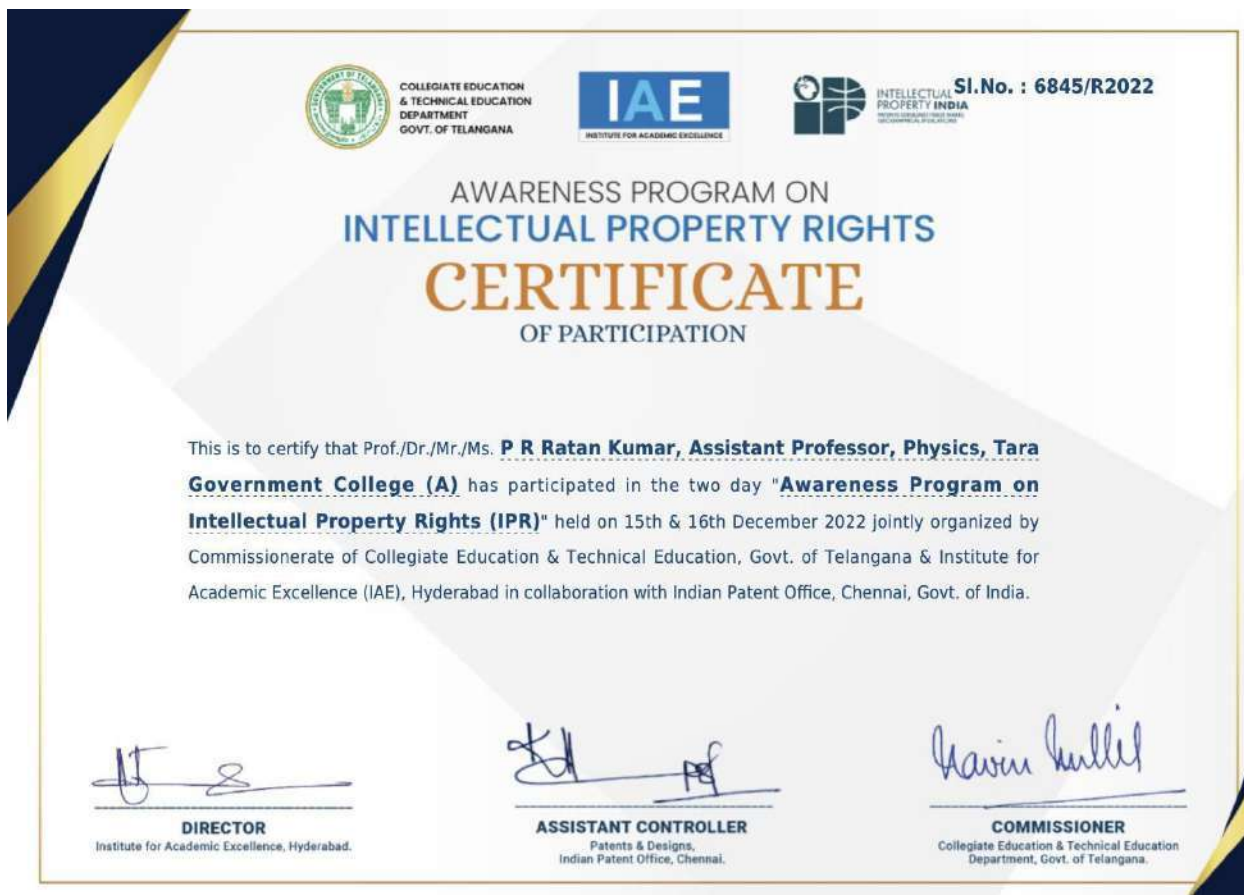 COLLEGIATE EDUCATION
& TECHNICAL EDUCATION
DEPARTMENT
GOVT. OF TELANGANA
GOVERNMENT OF TELANGANA
IAE
INSTITUTE FOR ACADEMIC EXCELLENCE
INTELLECTUAL
PROPERTY INDIA
Sl.No. : 6845/R2022
AWARENESS PROGRAM ON
INTELLECTUAL PROPERTY RIGHTS
CERTIFICATE
OF PARTICIPATION
This is to certify that Prof./Dr./Mr./Ms. P R Ratan Kumar, Assistant Professor, Physics, Tara
Government College (A) has participated in the two day "Awareness Program on
Intellectual Property Rights (IPR)" held on 15th & 16th December 2022 jointly organized by
Commissionerate of Collegiate Education & Technical Education, Govt. of Telangana & Institute for
Academic Excellence (IAE), Hyderabad in collaboration with Indian Patent Office, Chennai, Govt. of India.
DIRECTOR
Institute for Academic Excellence, Hyderabad.
ASSISTANT CONTROLLER
Patents & Designs,
Indian Patent Office, Chennai.
COMMISSIONER
Collegiate Education & Technical Education
Department, Govt. of Telangana.